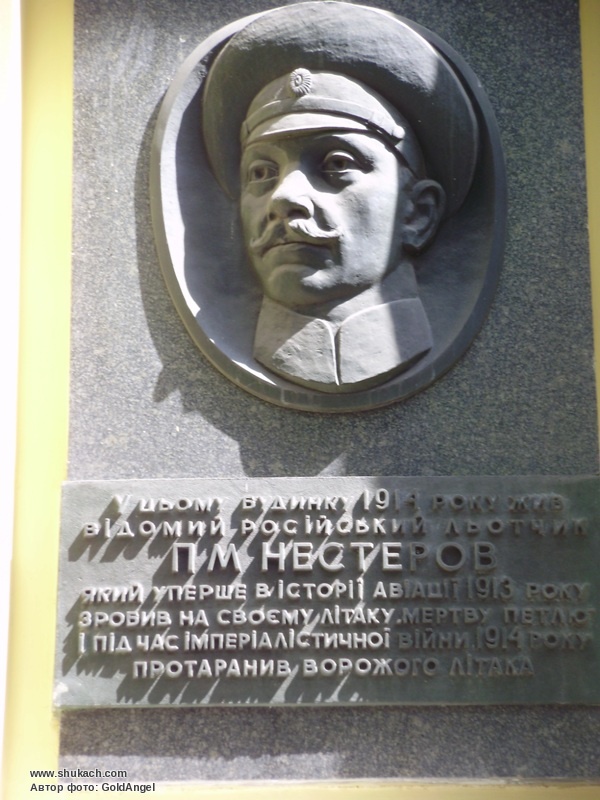 У ЦЬОМУ БУДИНКУ 1914 РОКУ ЖИВ
ВІДОМИЙ РОСІЙСЬКИЙ ЛЬОТЧИК
П.М. НЕСТЕРОВ
ЯКИЙ УПЕРШЕ В ІСТОРІЇ АВІАЦІЇ 1913 РОКУ
ЗРОБИВ НА СВОЄМУ ЛІТАКУ „МЕРТВУ ПЕТЛЮ“
І ПІД ЧАС ІМПЕРІАЛІСТИЧНОЇ ВІЙНИ 1914 РОКУ
ПРОТАРАНИВ ВОРОЖОГО ЛІТАКА
www.shukach.com
Автор фото: GoldAngel